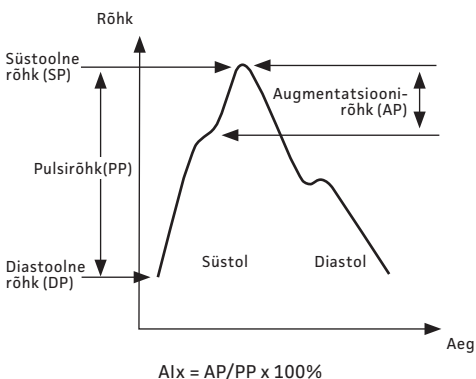 Rõhk
Süstoolne
rõhk (SP)
Augmentatsiooni-
rõhk (AP)
Pulsirõhk(PP)
Diastoolne
rõhk (DP)
Süstol
Diastol
Aeg
AIx = AP/PP x 100%